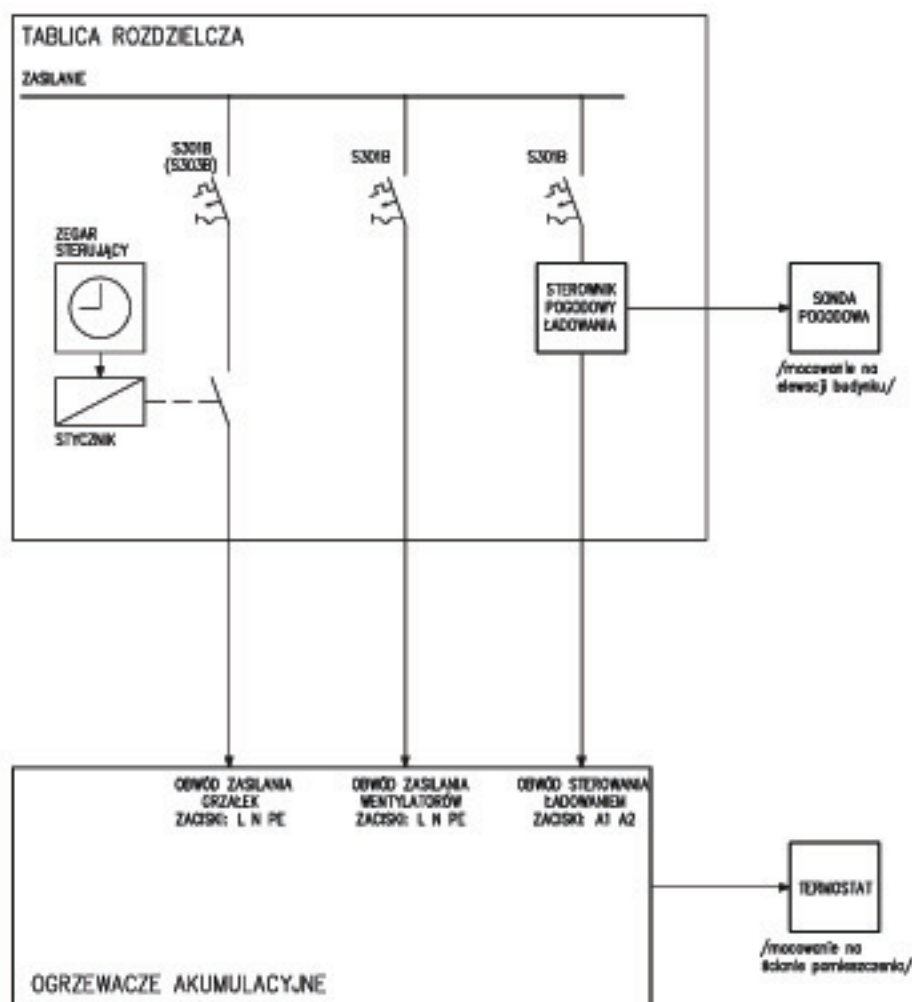 TABLICA ROZDZIELCZA
ZASILANIE
S301B
(S303B)
S301B
S301B
ZEGAR
STERUJĄCY
STYCZNIK
STEROWNIK
POGODOWY
ŁADOWANIA
SONDA
POGODOWA
/mocowanie na
elewacji budynku/
OBWÓD ZASILANIA
GRZAŁEK
ZACISKI: L N PE
OBWÓD ZASILANIA
WENTYLATORÓW
ZACISKI: L N PE
OBWÓD STEROWANIA
ŁADOWANIEM
ZACISKI: A1 A2
TERMOSTAT
/mocowanie na
ścianie pomieszczenia/
OGRZEWACZE AKUMULACYJNE